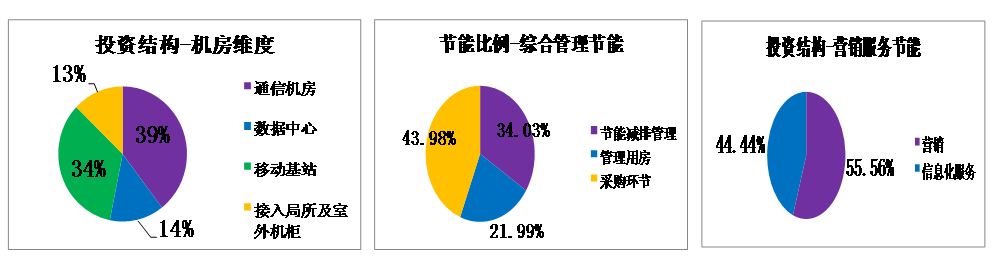 投资结构-机房维度
13%
39%
34%
14%
通信机房
数据中心
移动基站
接入局所及室
外机柜
节能比例-综合管理节能
43.98%
34.03%
21.99%
节能减排管理
管理用房
采购环节
投资结构-营销服务节能
44.44%
55.56%
营销
信息化服务